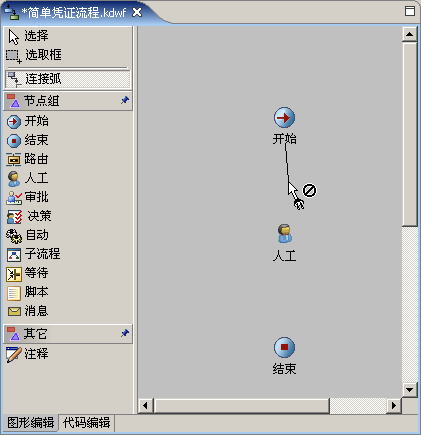 *简单凭证流程.kdwf
选择
选取框
连接弧
节点组
开始
结束
路由
人工
审批
决策
自动
子流程
等待
脚本
消息
其它
注释
开始
人工
结束
图形编辑 代码编辑